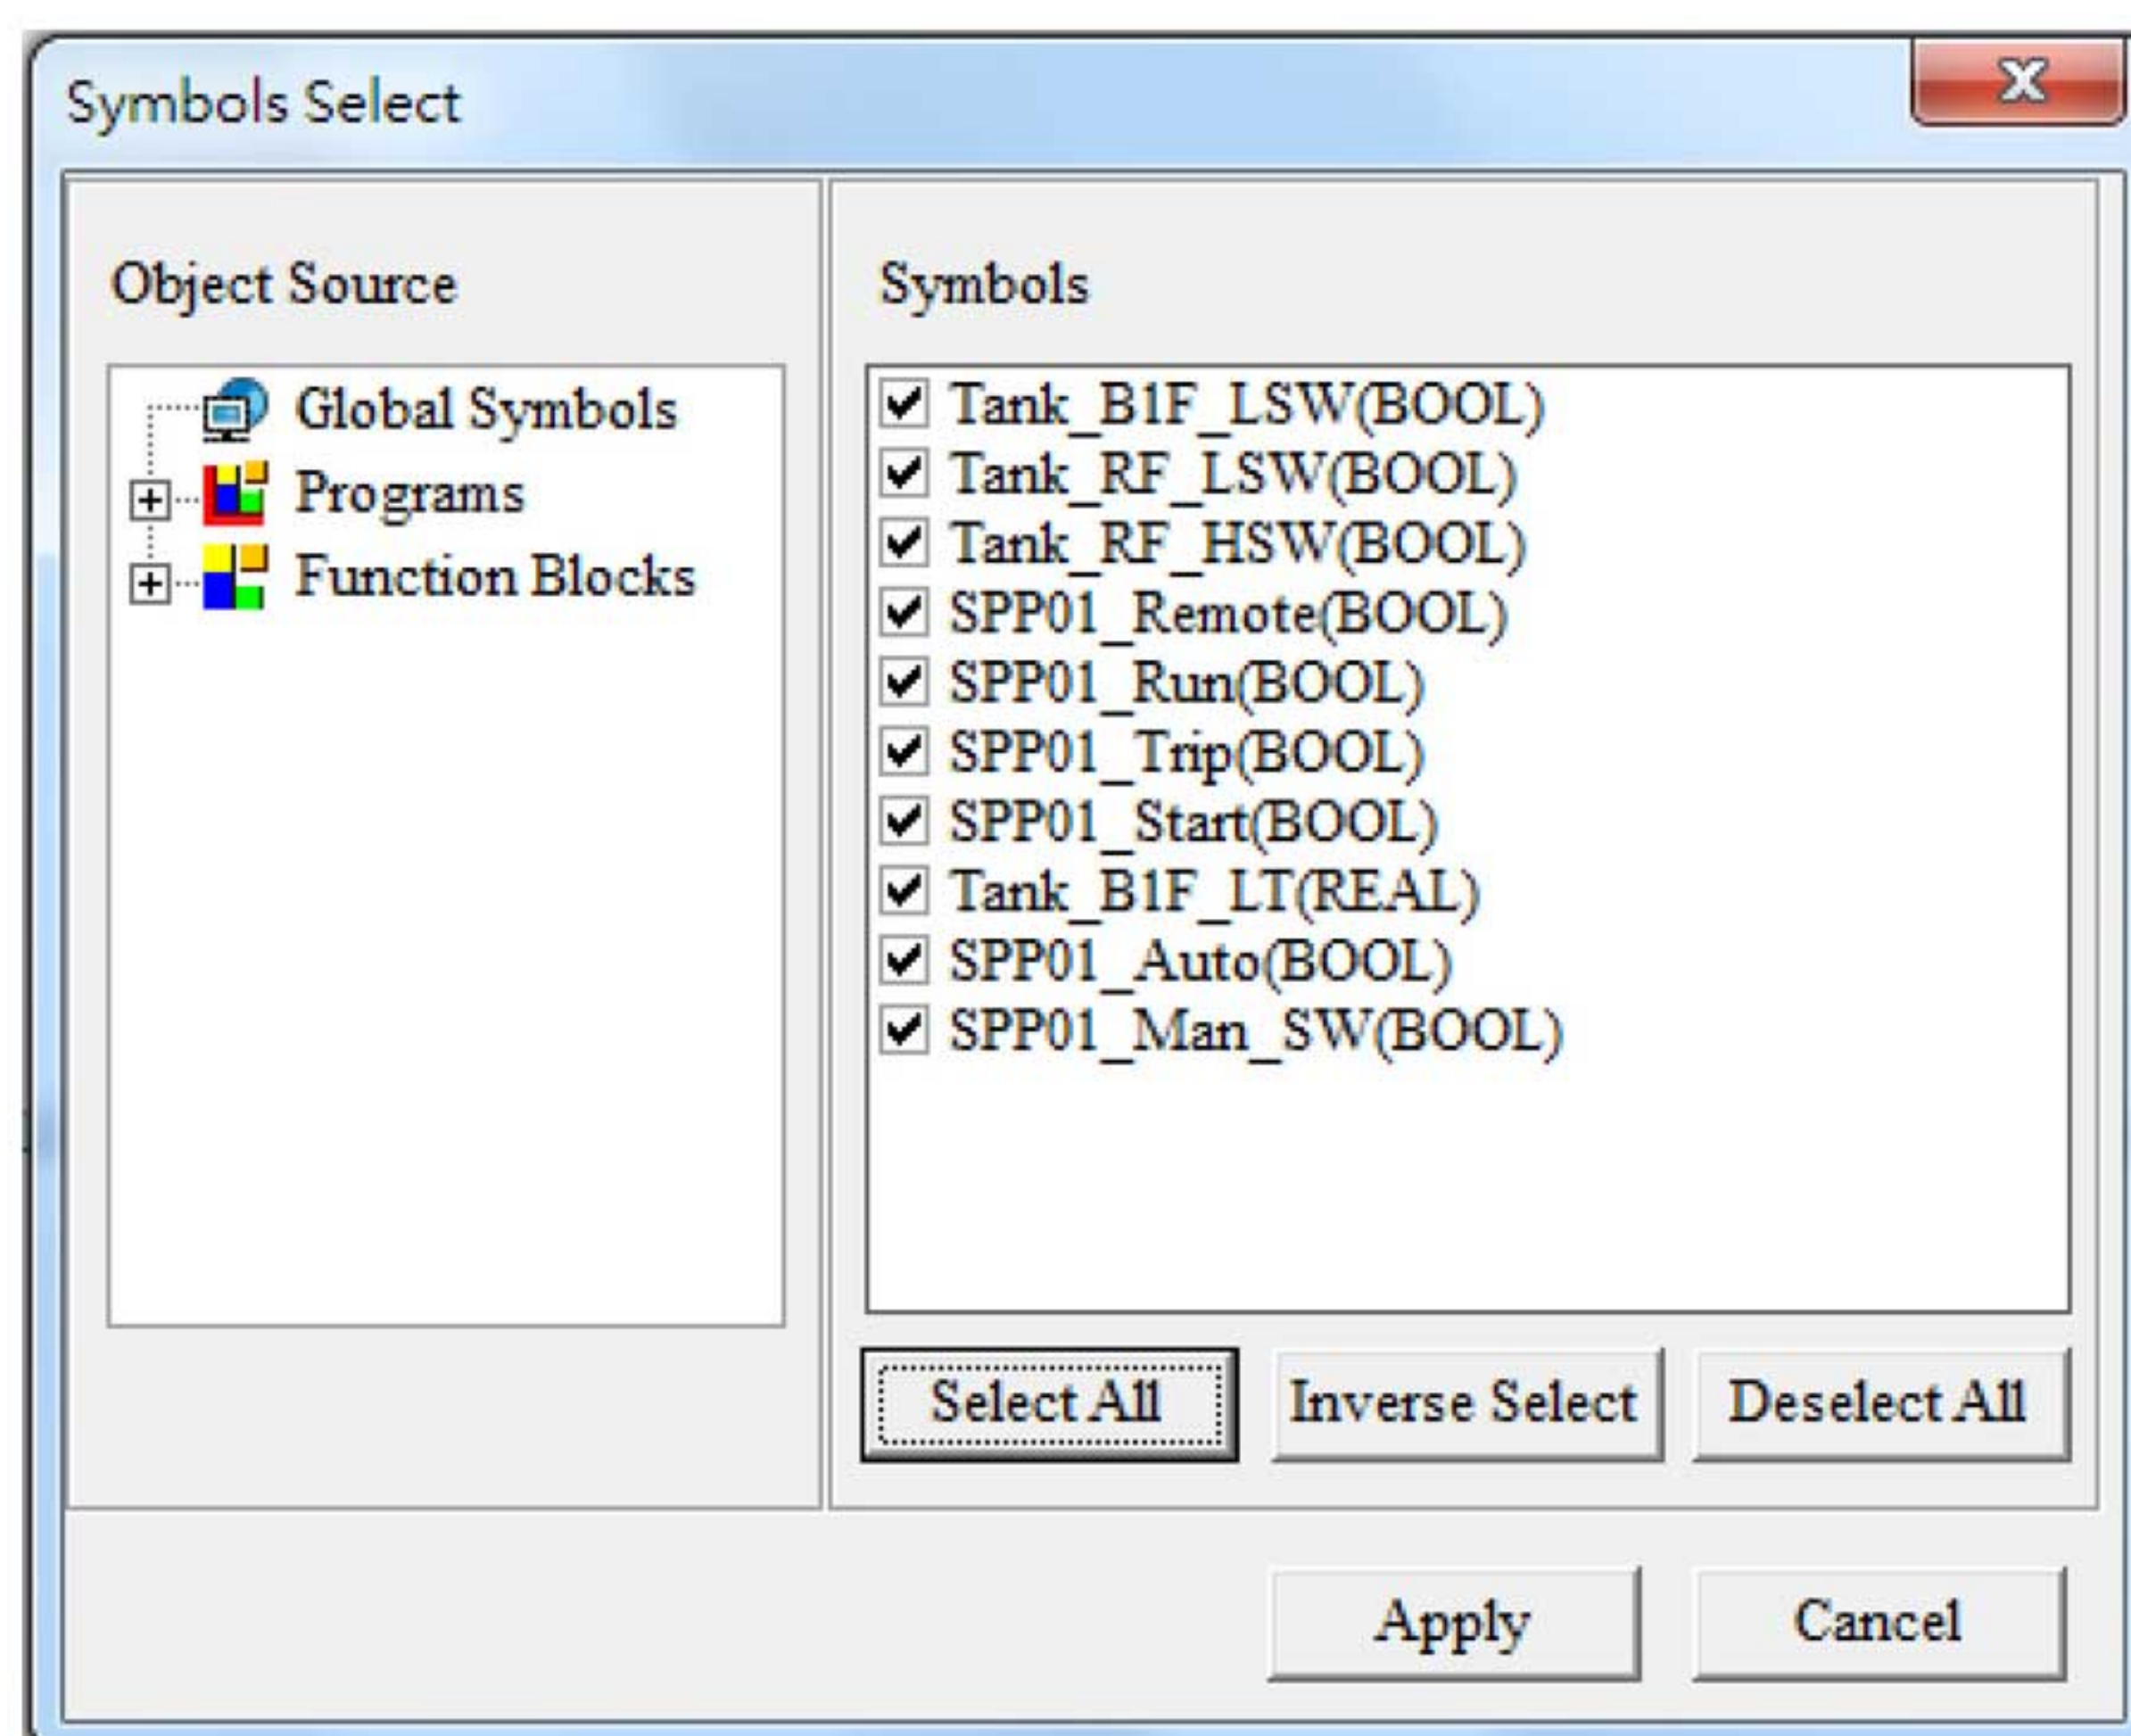 Symbols Select
Object Source
Global Symbols
Programs
Function Blocks
Symbols
Tank_B1F_LSW(BOOL)
Tank_RF_LSW(BOOL)
Tank_RF_HSW(BOOL)
SPP01_Remote(BOOL)
SPP01_Run(BOOL)
SPP01_Trip(BOOL)
SPP01_Start(BOOL)
Tank_B1F_LT(REAL)
SPP01_Auto(BOOL)
SPP01_Man_SW(BOOL)
Select All Inverse Select Deselect All
Apply Cancel